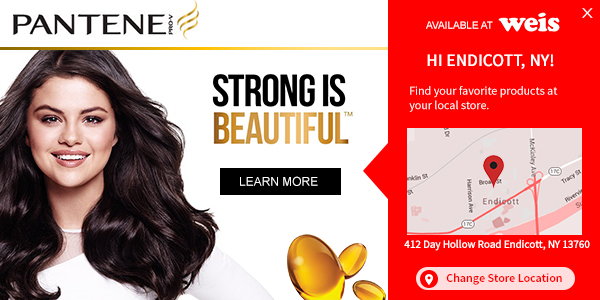 PANTENE PRO-V
STRONG IS
BEAUTIFUL™
LEARN MORE
AVAILABLE AT weis
X
HI ENDICOTT, NY!
Find your favorite products at
your local store.
McKinley Ave
17C
nklin St
Broad St
Tracy St
Harrison Ave
Endicott
Rivervi
17C
412 Day Hollow Road Endicott, NY 13760
Change Store Location